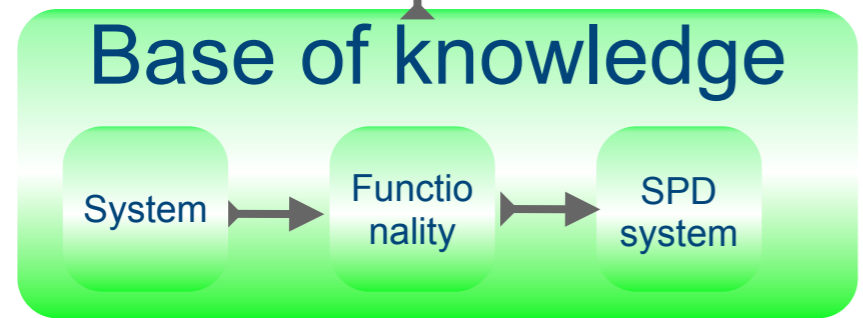 Base of knowledge
System
Functio
nality
SPD
system